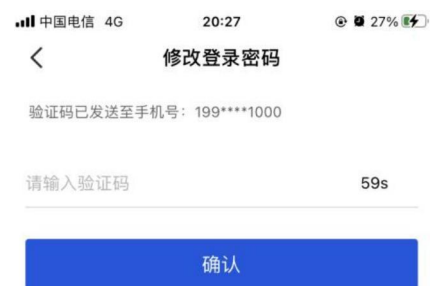 中国电信 4G 20:27 27%
修改登录密码
验证码已发送至手机号：199****1000
请输入验证码 59s
确认